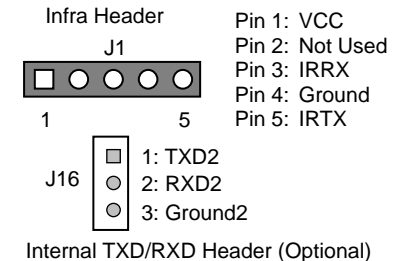 Infra Header
J1
1 5
Pin 1: VCC
Pin 2: Not Used
Pin 3: IRRX
Pin 4: Ground
Pin 5: IRTX
J16
1: TXD2
2: RXD2
3: Ground2
Internal TXD/RXD Header (Optional)